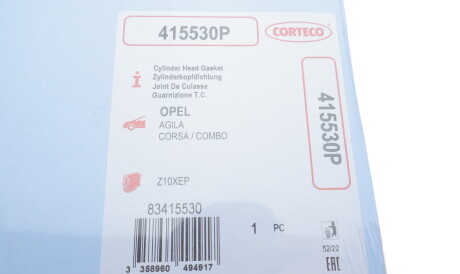 415530P
CORTECO
Cylinder Head Gasket
Zylinderkopfdichtung
Joint De Culasse
Guarnizione T.C.
415530P
OPEL
AGILA
CORSA / COMBO
Z10XEP
83415530
1 PC
52/22
EAC
3 358960 494917